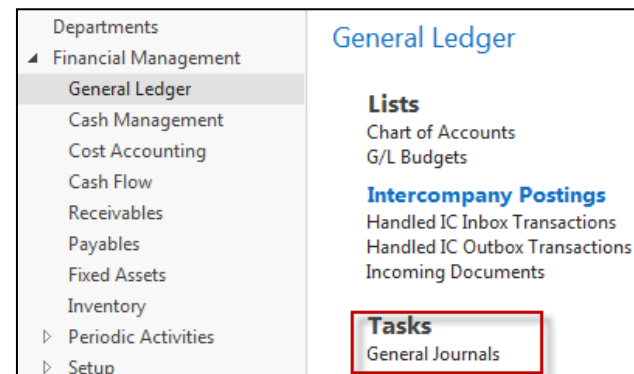 Departments
Financial Management
General Ledger
Cash Management
Cost Accounting
Cash Flow
Receivables
Payables
Fixed Assets
Inventory
Periodic Activities
Setup
General Ledger
Lists
Chart of Accounts
G/L Budgets
Intercompany Postings
Handled IC Inbox Transactions
Handled IC Outbox Transactions
Incoming Documents
Tasks
General Journals